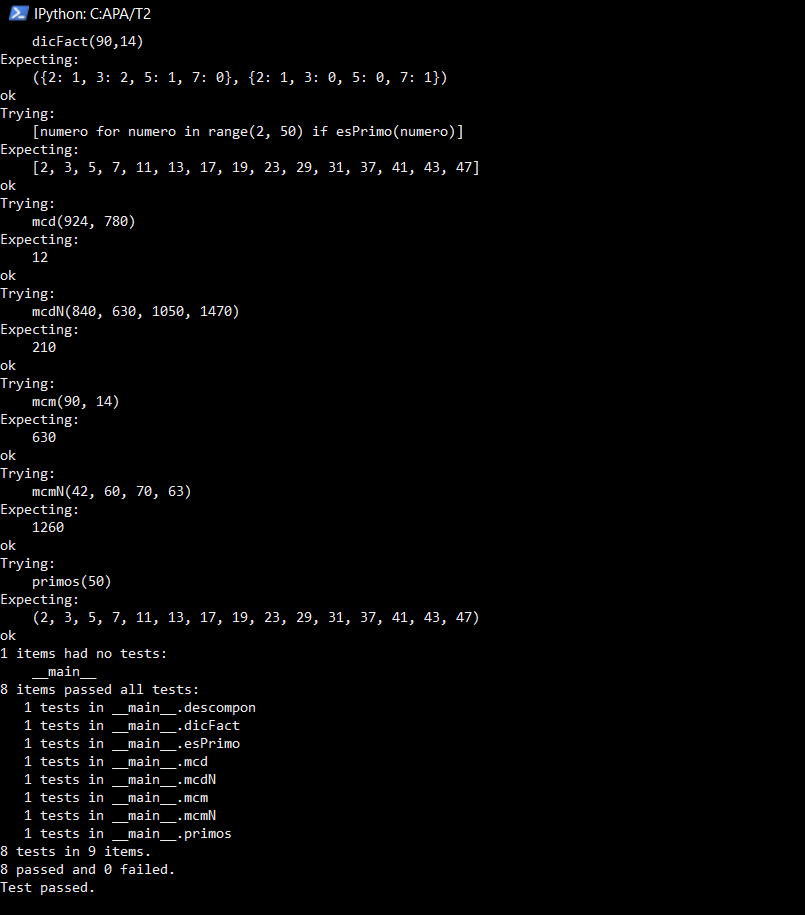 IPython: C:APA/T2
    dicFact(90,14)
Expecting:
    ({2: 1, 3: 2, 5: 1, 7: 0}, {2: 1, 3: 0, 5: 0, 7: 1})
ok
Trying:
    [numero for numero in range(2, 50) if esPrimo(numero)]
Expecting:
    [2, 3, 5, 7, 11, 13, 17, 19, 23, 29, 31, 37, 41, 43, 47]
ok
Trying:
    mcd(924, 780)
Expecting:
    12
ok
Trying:
    mcdN(840, 630, 1050, 1470)
Expecting:
    210
ok
Trying:
    mcm(90, 14)
Expecting:
    630
ok
Trying:
    mcmN(42, 60, 70, 63)
Expecting:
    1260
ok
Trying:
    primos(50)
Expecting:
    (2, 3, 5, 7, 11, 13, 17, 19, 23, 29, 31, 37, 41, 43, 47)
ok
1 items had no tests:
    __main__
8 items passed all tests:
   1 tests in __main__.descompon
   1 tests in __main__.dicFact
   1 tests in __main__.esPrimo
   1 tests in __main__.mcd
   1 tests in __main__.mcdN
   1 tests in __main__.mcm
   1 tests in __main__.mcmN
   1 tests in __main__.primos
8 tests in 9 items.
8 passed and 0 failed.
Test passed.